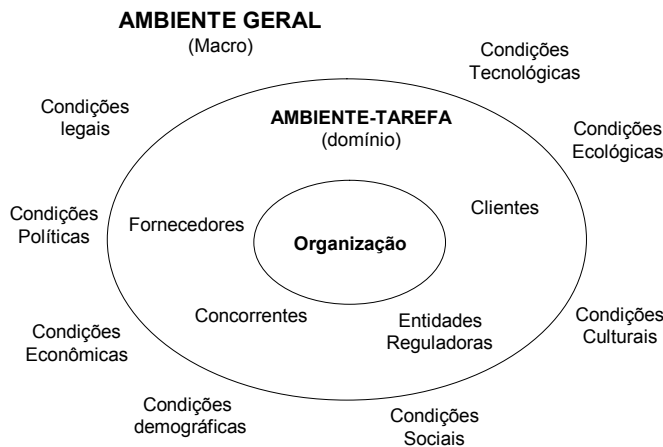 AMBIENTE GERAL
(Macro)
Condições
Tecnológicas
Condições
legais
AMBIENTE-TAREFA
(domínio)
Condições
Ecológicas
Condições
Políticas
Fornecedores
Clientes
Organização
Concorrentes
Entidades
Reguladoras
Condições
Econômicas
Condições
Culturais
Condições
demográficas
Condições
Sociais